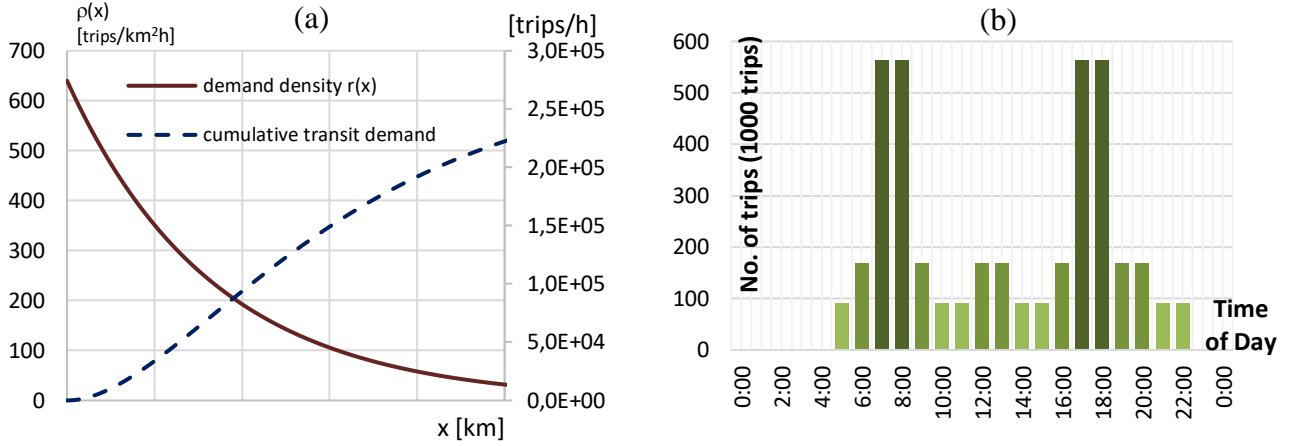 (a)
ρ(x)
[trips/km²h]
[trips/h]
700
600
500
400
300
200
100
0
3,0E+05
2,5E+05
2,0E+05
1,5E+05
1,0E+05
5,0E+04
0,0E+00
demand density r(x)
cumulative transit demand
x [km]
(b)
No. of trips (1000 trips)
600
500
400
300
200
100
0
0:00
2:00
4:00
6:00
8:00
10:00
12:00
14:00
16:00
18:00
20:00
22:00
0:00
Time
of Day